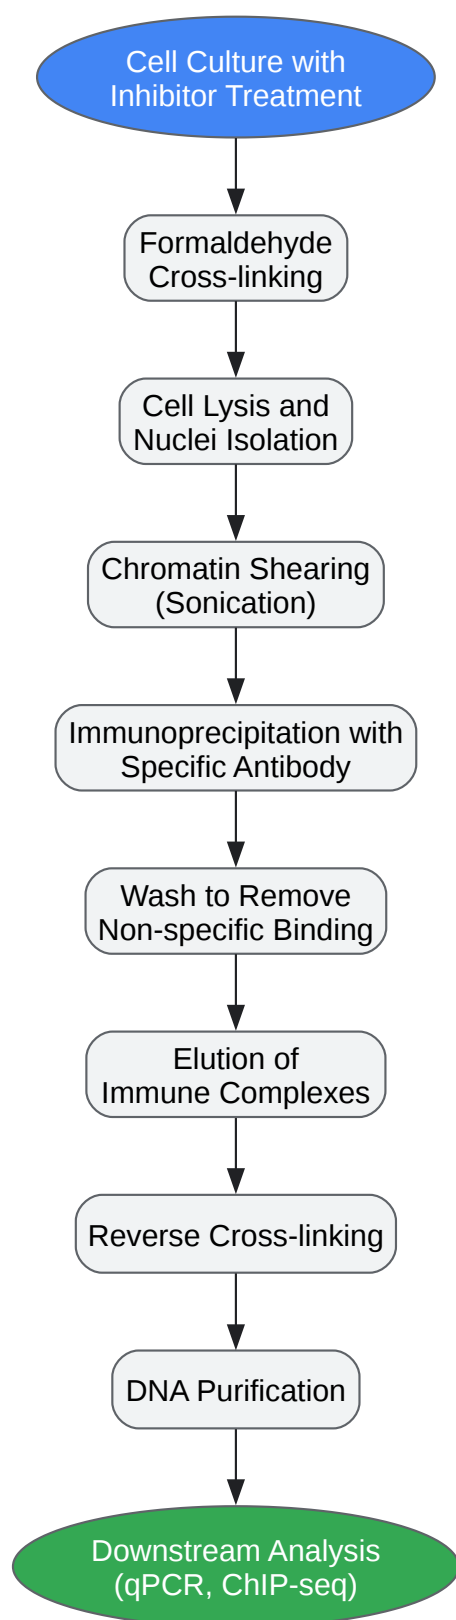 Cell Culture with
Inhibitor Treatment
Formaldehyde
Cross-linking
Cell Lysis and
Nuclei Isolation
Chromatin Shearing
(Sonication)
Immunoprecipitation with
Specific Antibody
Wash to Remove
Non-specific Binding
Elution of
Immune Complexes
Reverse Cross-linking
DNA Purification
Downstream Analysis
(qPCR, ChIP-seq)